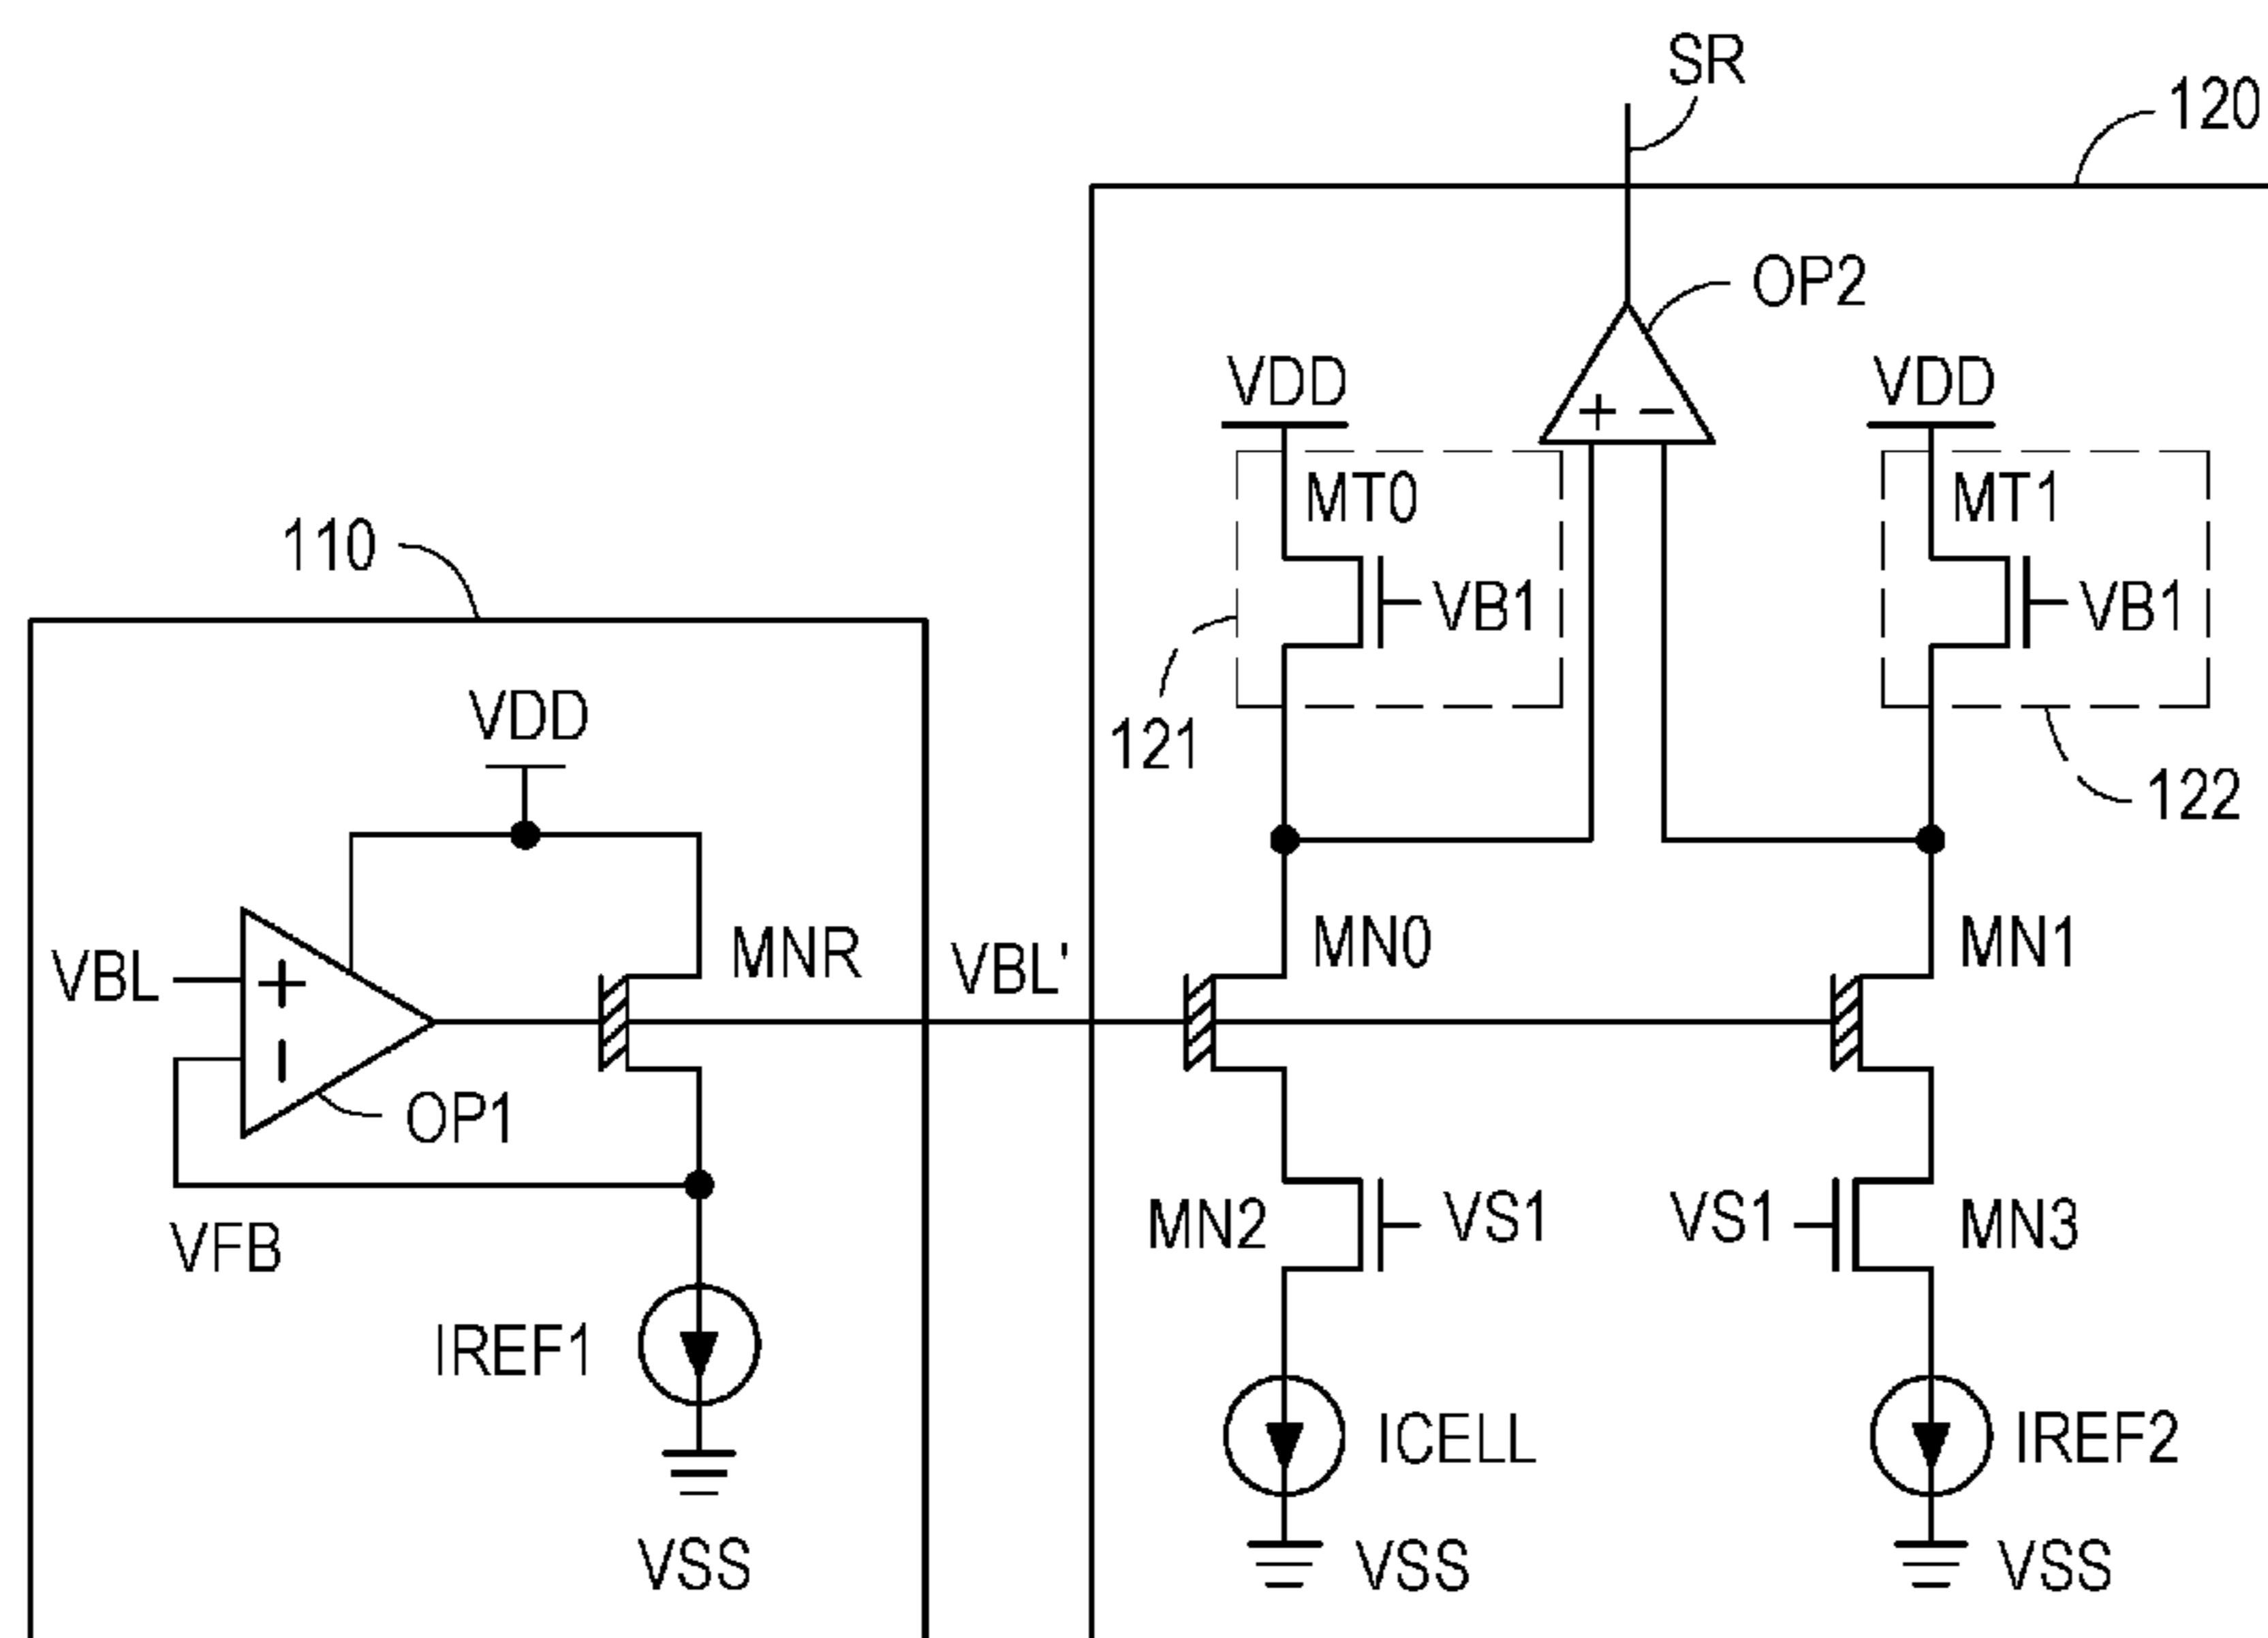 SR
120
OP2
VDD
VDD
+ −
MT0
MT1
110
VB1
VB1
VDD
121
122
MNR
MN0
MN1
VBL
+
VBL'
−
OP1
MN2
VS1
VS1
MN3
VFB
IREF1
ICELL
IREF2
VSS
VSS
VSS